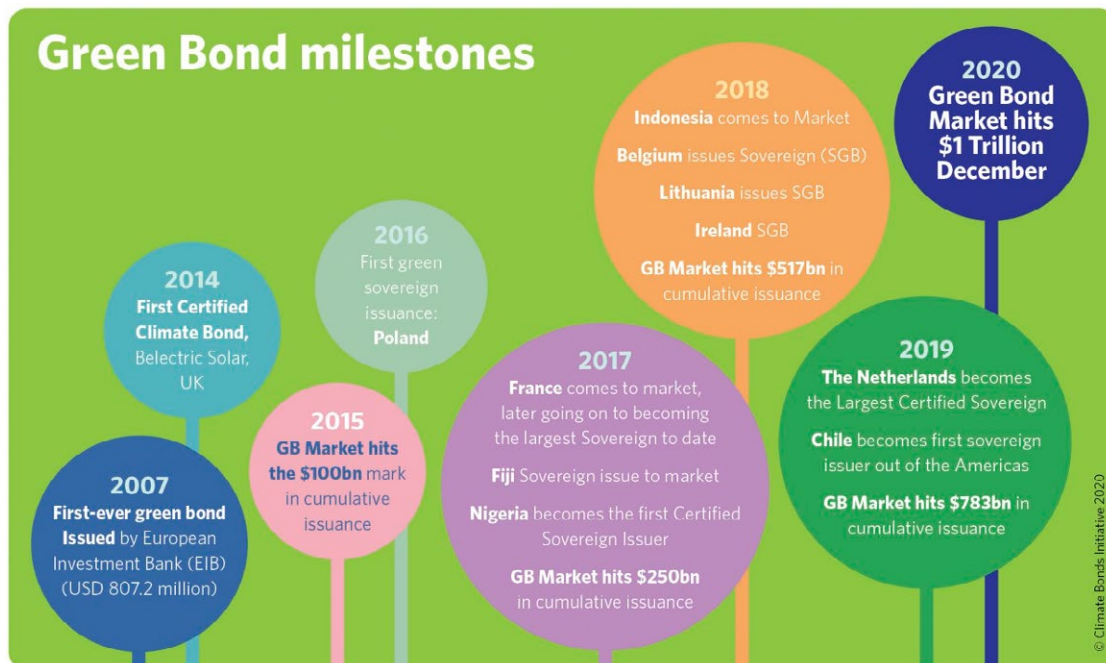 Green Bond milestones
2007
First-ever green bond
Issued by European
Investment Bank (EIB)
(USD 807.2 million)
2014
First Certified
Climate Bond,
Belectric Solar,
UK
2015
GB Market hits
the $100bn mark
in cumulative
issuance
2016
First green
sovereign
issuance:
Poland
2017
France comes to market,
later going on to becoming
the largest Sovereign to date
Fiji Sovereign issue to market
Nigeria becomes the first Certified
Sovereign Issuer
GB Market hits $250bn
in cumulative issuance
2018
Indonesia comes to Market
Belgium issues Sovereign (SGB)
Lithuania issues SGB
Ireland SGB
GB Market hits $517bn in
cumulative issuance
2019
The Netherlands becomes
the Largest Certified Sovereign
Chile becomes first sovereign
issuer out of the Americas
GB Market hits $783bn in
cumulative issuance
2020
Green Bond
Market hits
$1 Trillion
December
© Climate Bonds Initiative 2020